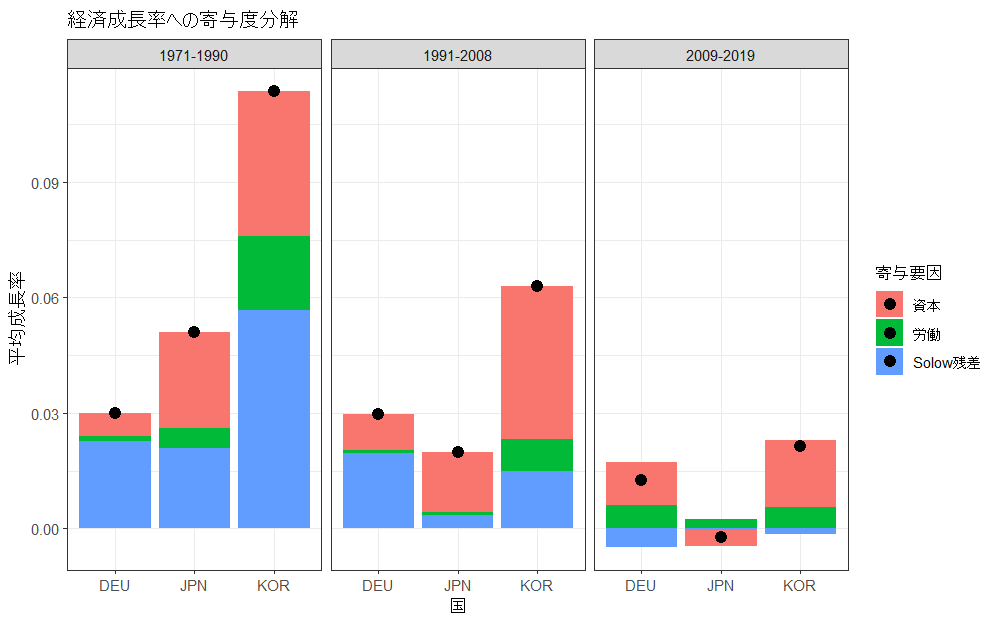 経済成長率への寄与度分解
1971-1990
1991-2008
2009-2019
平均成長率
0.09
0.06
0.03
0.00
DEU JPN KOR
DEU JPN KOR
DEU JPN KOR
国
寄与要因
資本
労働
Solow残差